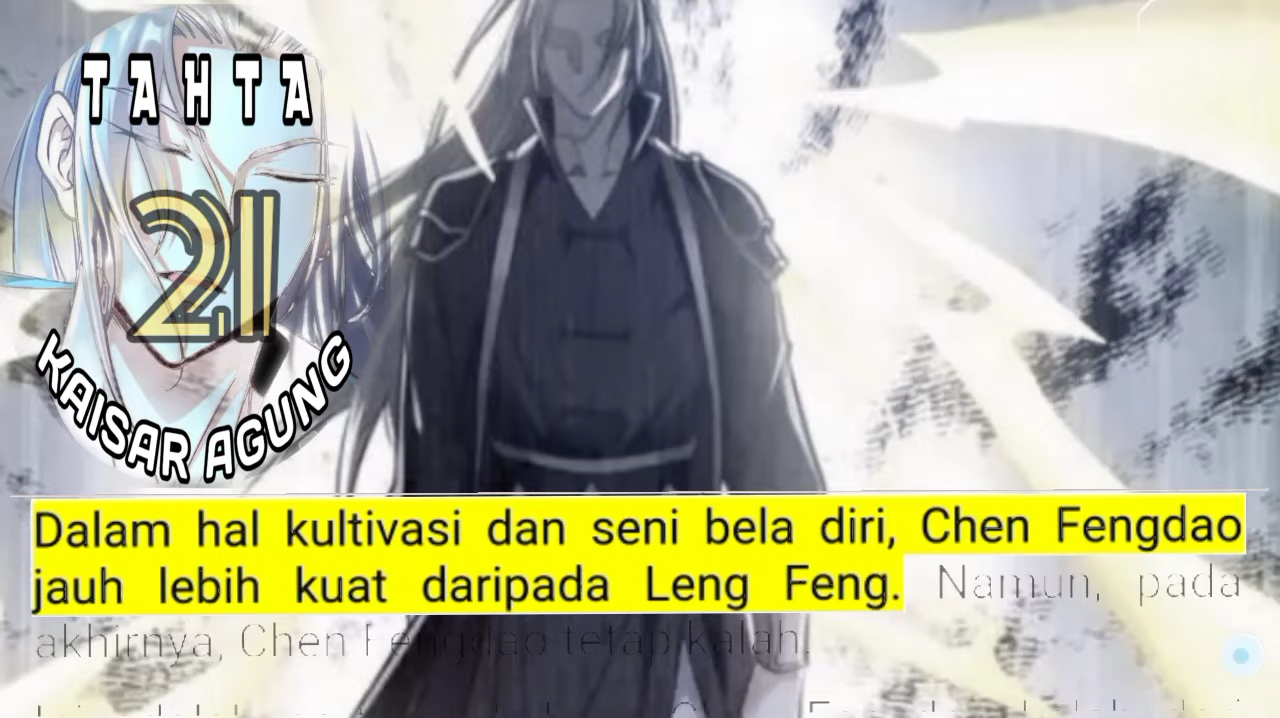 TAHTA
21
KAISAR AGUNG
Dalam hal kultivasi dan seni bela diri, Chen Fengdao
jauh lebih kuat daripada Leng Feng. Namun, pada
akhirnya, Chen Fengdao tetap kalah.